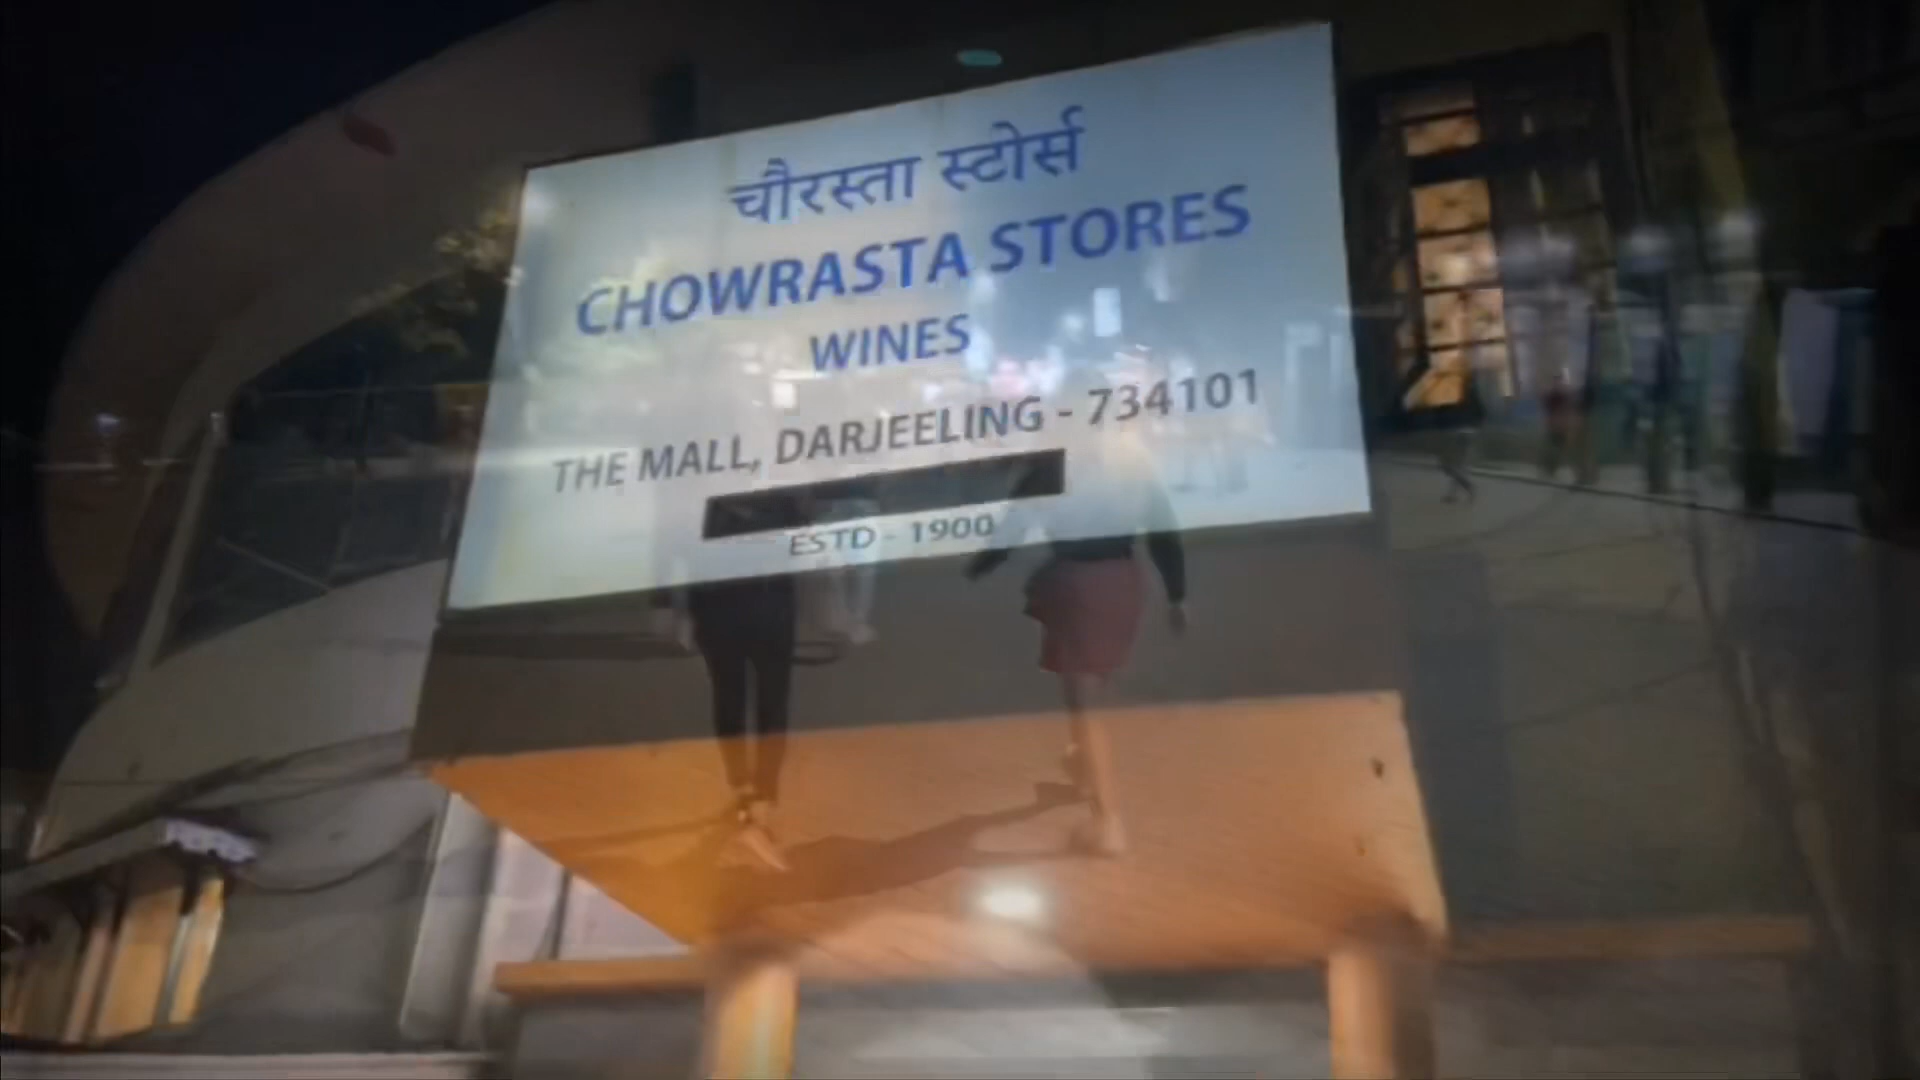 चौरस्ता स्टोर्स
CHOWRASTA STORES
WINES
THE MALL, DARJEELING - 734101
ESTD - 1900